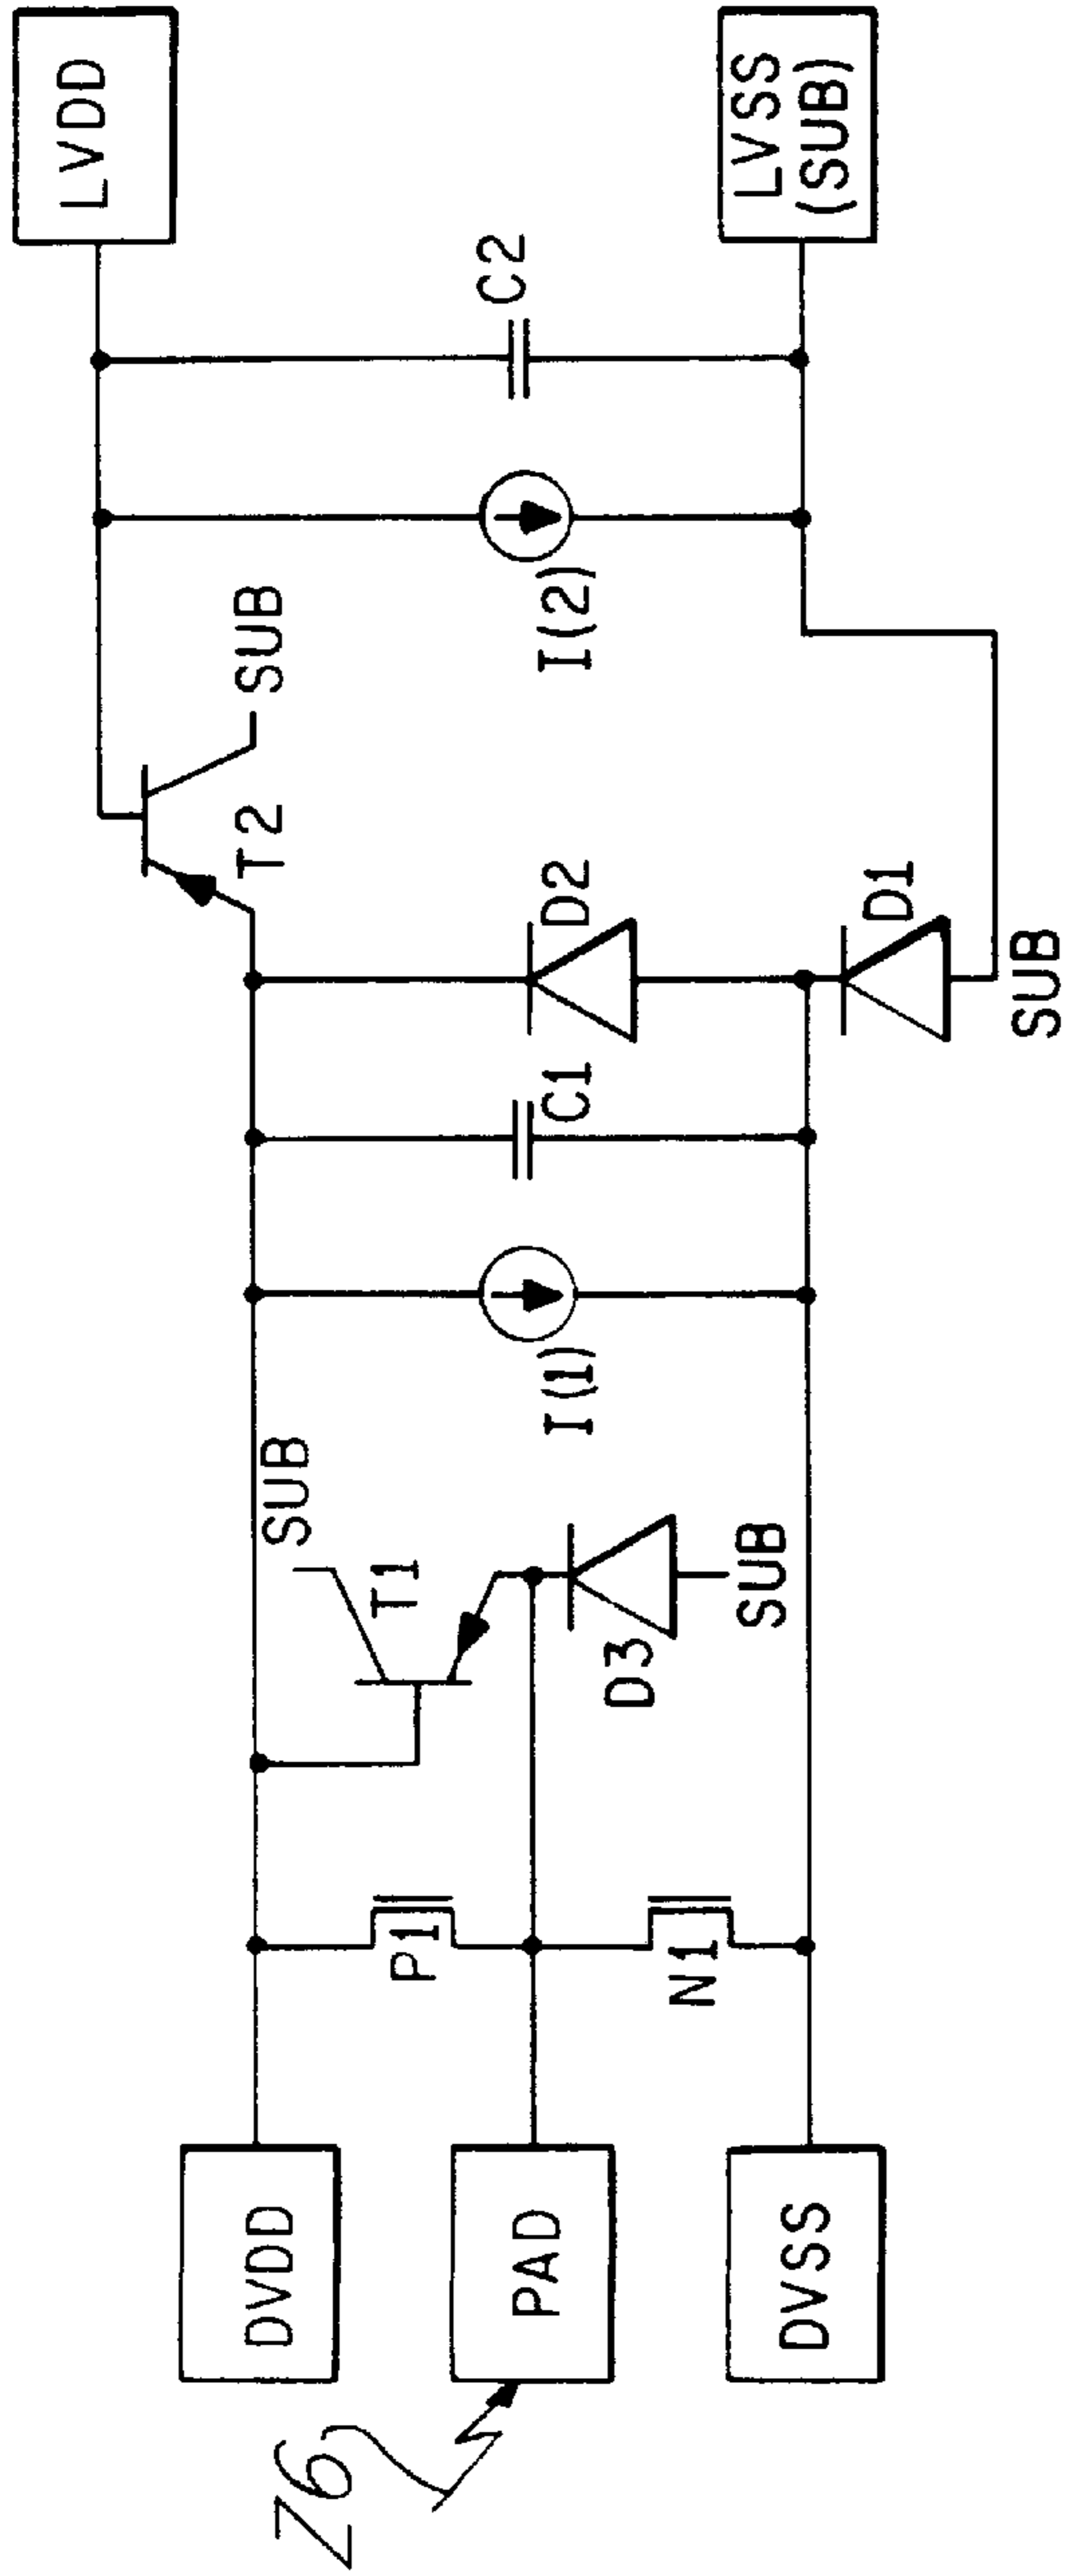 LVDD
LVSS
(SUB)
C2
I(2)
SUB
T2
D2
D1
SUB
C1
I(1)
SUB
T1
D3
SUB
P1
N1
DVDD
PAD
DVSS
Z6